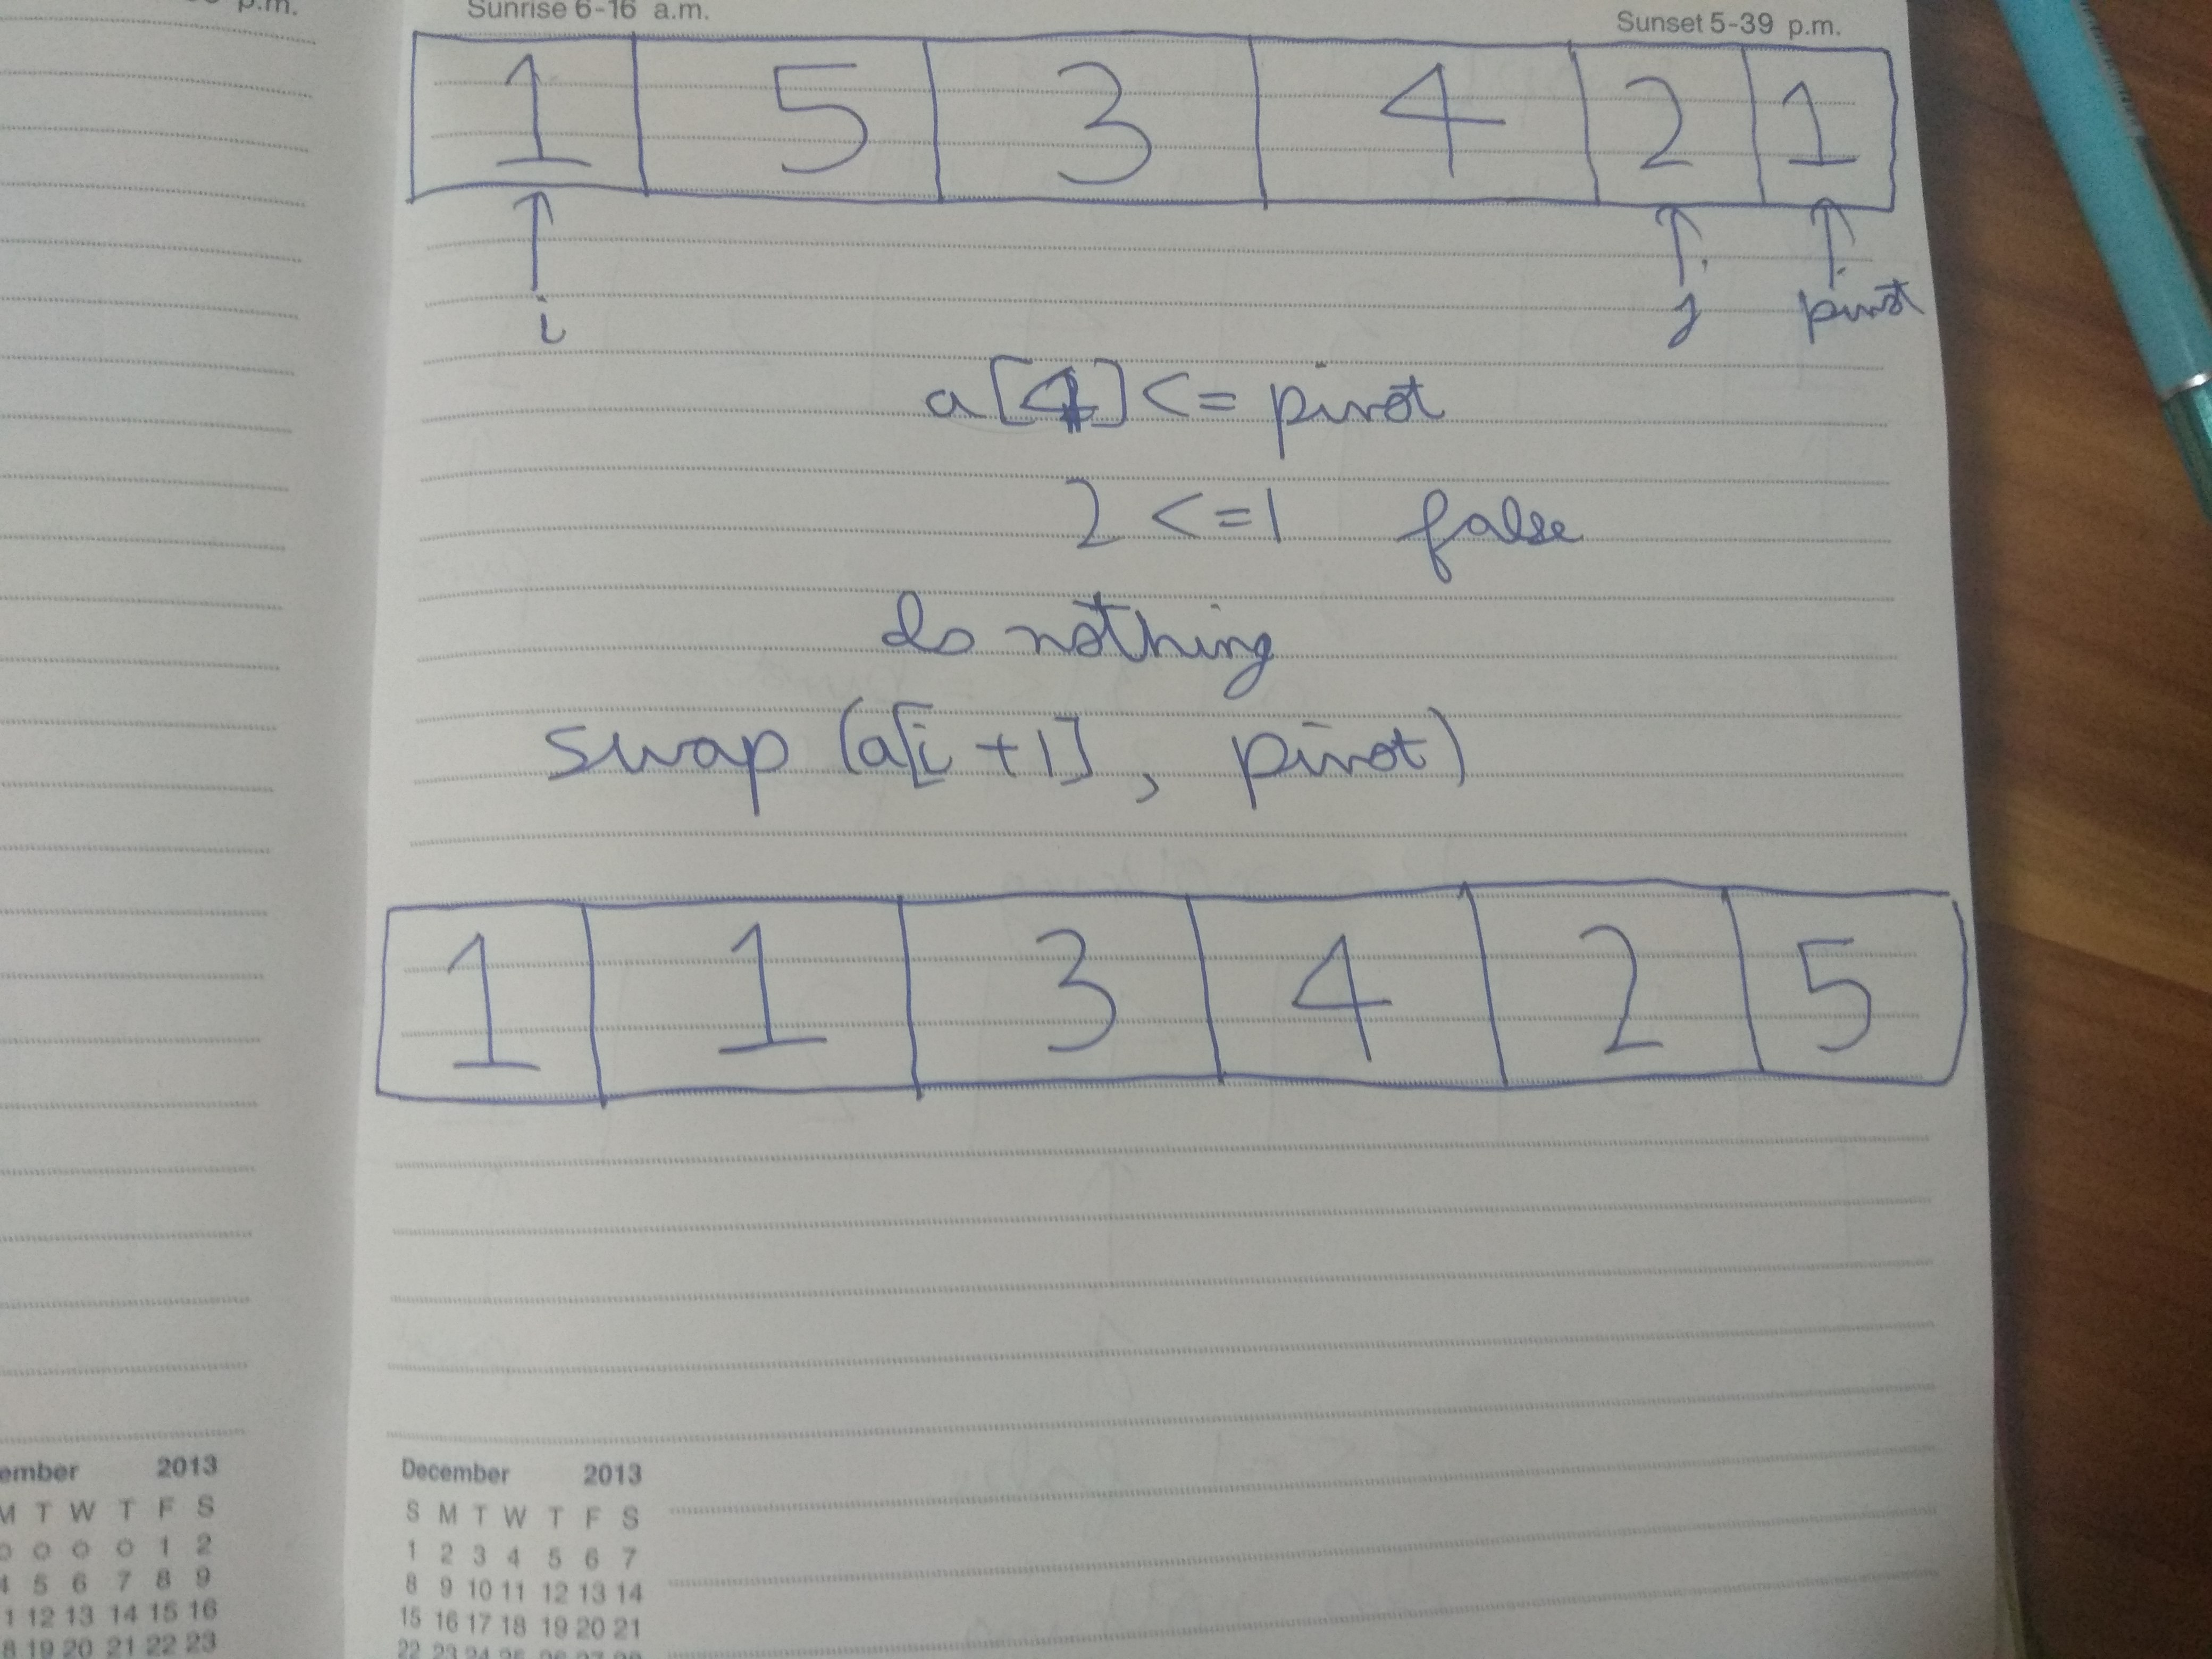 p.m.
Sunrise 6-16 a.m.
Sunset 5-39 p.m.
1 5 3 4 2 1
i j pivot
a[4] <= pivot
2 <= 1 false
do nothing
swap (a[i+1], pivot)
1 1 3 4 2 5
ember 2013
M T W T F S
0 0 0 0 1 2
4 5 6 7 8 9
1 12 13 14 15 16
8 19 20 21 22 23
December 2013
S M T W T F S
1 2 3 4 5 6 7
8 9 10 11 12 13 14
15 16 17 18 19 20 21
22 23 24 25